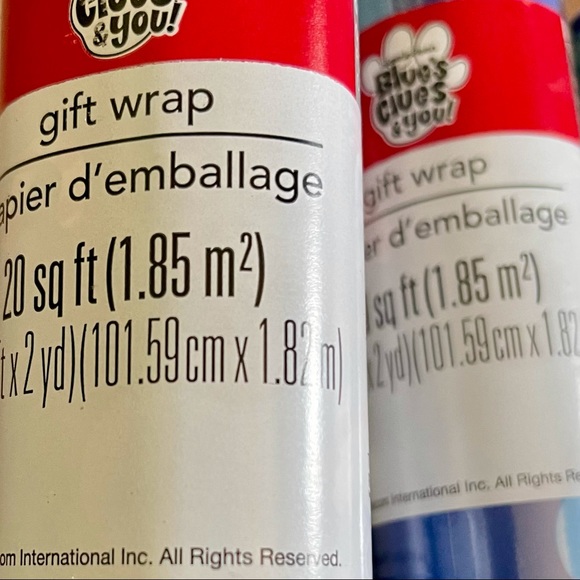 & YOU!
gift wrap
apier d'emballage
20 sq ft (1.85 m²)
t x 2 yd)(101.59 cm x 1.82 m)
om International Inc. All Rights Reserved.
Blue's
Clues
& you!
gift wrap
er d'emballage
sq ft (1.85 m²)
x 2 yd)(101.59 cm x 1.82
International Inc. All Rights Re